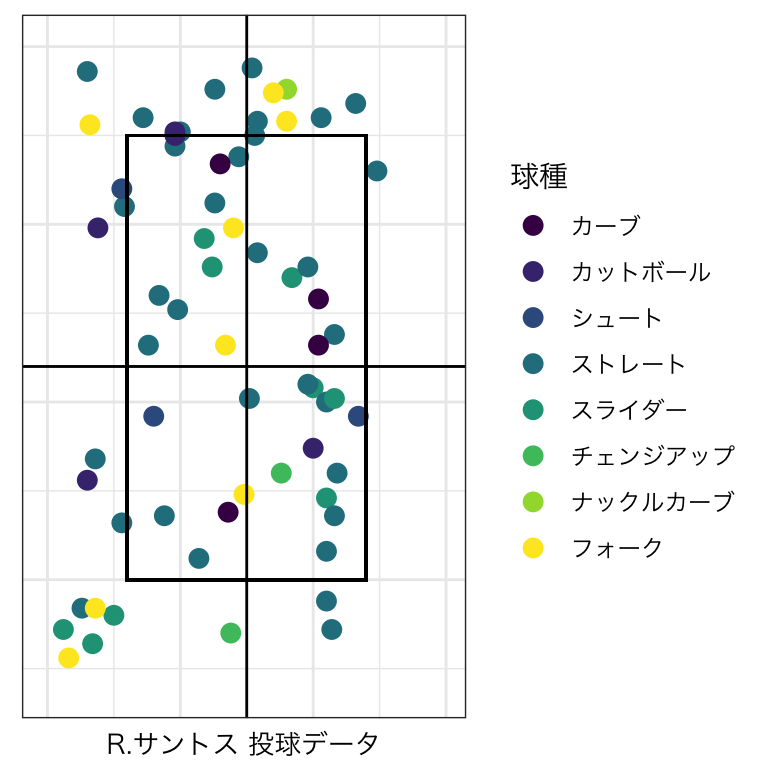 球種
カーブ
カットボール
シュート
ストレート
スライダー
チェンジアップ
ナックルカーブ
フォーク
R.サントス 投球データ